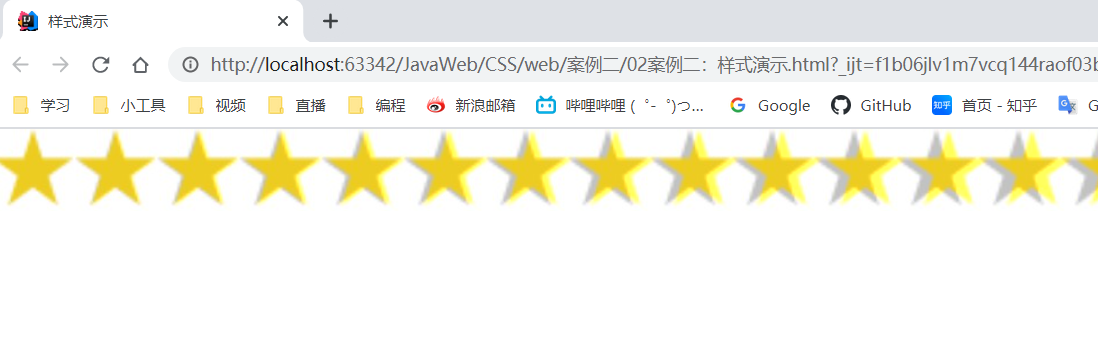 样式演示
http://localhost:63342/JavaWeb/CSS/web/案例二/02案例二：样式演示.html?_ijt=f1b06jlv1m7vcq144raof03b
学习 小工具 视频 直播 编程 新浪邮箱 哔哩哔哩 (゜-゜)つ... Google GitHub 知乎 首页 - 知乎 G